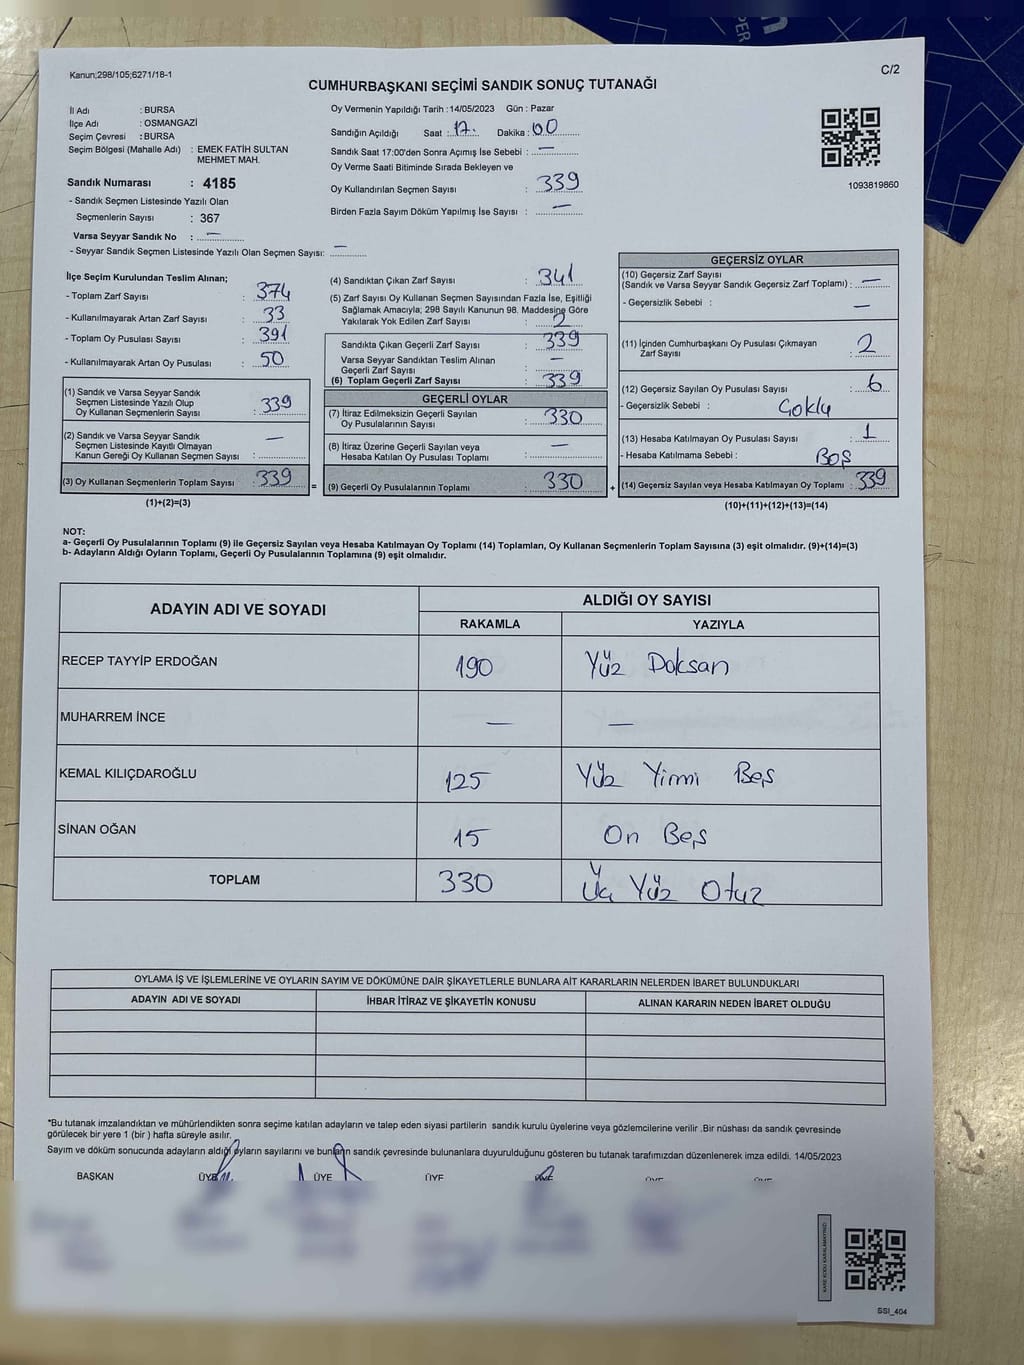 Kanun;298/105;6271/18-1
C/2
CUMHURBAŞKANI SEÇİMİ SANDIK SONUÇ TUTANAĞI
İl Adı : BURSA
İlçe Adı : OSMANGAZİ
Seçim Çevresi : BURSA
Seçim Bölgesi (Mahalle Adı) : EMEK FATİH SULTAN
MEHMET MAH.
Sandık Numarası : 4185
- Sandık Seçmen Listesinde Yazılı Olan
Seçmenlerin Sayısı : 367
Varsa Seyyar Sandık No : —
- Seyyar Sandık Seçmen Listesinde Yazılı Olan Seçmen Sayısı: —
Oy Vermenin Yapıldığı Tarih : 14/05/2023 Gün : Pazar
Sandığın Açıldığı Saat : 17. Dakika : 00
Sandık Saat 17:00'den Sonra Açımış İse Sebebi : —
Oy Verme Saati Bitiminde Sırada Bekleyen ve
Oy Kullandırılan Seçmen Sayısı : 339
Birden Fazla Sayım Döküm Yapılmış İse Sayısı : —
1093819860
İlçe Seçim Kurulundan Teslim Alınan;
- Toplam Zarf Sayısı : 374
- Kullanılmayarak Artan Zarf Sayısı : 33
- Toplam Oy Pusulası Sayısı : 391
- Kullanılmayarak Artan Oy Pusulası : 50
(1) Sandık ve Varsa Seyyar Sandık
Seçmen Listesinde Yazılı Olup
Oy Kullanan Seçmenlerin Sayısı : 339
(2) Sandık ve Varsa Seyyar Sandık
Seçmen Listesinde Kayıtlı Olmayan
Kanun Gereği Oy Kullanan Seçmen Sayısı : —
(3) Oy Kullanan Seçmenlerin Toplam Sayısı : 339
(1)+(2)=(3)
(4) Sandıktan Çıkan Zarf Sayısı : 341
(5) Zarf Sayısı Oy Kullanan Seçmen Sayısından Fazla İse, Eşitliği
Sağlamak Amacıyla; 298 Sayılı Kanunun 98. Maddesine Göre
Yakılarak Yok Edilen Zarf Sayısı : 2
Sandıkta Çıkan Geçerli Zarf Sayısı : 339
Varsa Seyyar Sandıktan Teslim Alınan
Geçerli Zarf Sayısı : —
(6) Toplam Geçerli Zarf Sayısı : 339
GEÇERLİ OYLAR
(7) İtiraz Edilmeksizin Geçerli Sayılan
Oy Pusulalarının Sayısı : 330
(8) İtiraz Üzerine Geçerli Sayılan veya
Hesaba Katılan Oy Pusulası Toplamı : —
= (9) Geçerli Oy Pusulalarının Toplamı : 330 +
GEÇERSİZ OYLAR
(10) Geçersiz Zarf Sayısı
(Sandık ve Varsa Seyyar Sandık Geçersiz Zarf Toplamı) : —
- Geçersizlik Sebebi : —
(11) İçinden Cumhurbaşkanı Oy Pusulası Çıkmayan
Zarf Sayısı : 2
(12) Geçersiz Sayılan Oy Pusulası Sayısı : 6
- Geçersizlik Sebebi : Çoklu
(13) Hesaba Katılmayan Oy Pusulası Sayısı : 1
- Hesaba Katılmama Sebebi : Boş
(14) Geçersiz Sayılan veya Hesaba Katılmayan Oy Toplamı : 339
(10)+(11)+(12)+(13)=(14)
NOT:
a- Geçerli Oy Pusulalarının Toplamı (9) ile Geçersiz Sayılan veya Hesaba Katılmayan Oy Toplamı (14) Toplamları, Oy Kullanan Seçmenlerin Toplam Sayısına (3) eşit olmalıdır. (9)+(14)=(3)
b- Adayların Aldığı Oyların Toplamı, Geçerli Oy Pusulalarının Toplamına (9) eşit olmalıdır.
ADAYIN ADI VE SOYADI ALDIĞI OY SAYISI
RAKAMLA YAZIYLA
RECEP TAYYİP ERDOĞAN 190 Yüz Doksan
MUHARREM İNCE — —
KEMAL KILIÇDAROĞLU 125 Yüz Yirmi Beş
SİNAN OĞAN 15 On Beş
TOPLAM 330 Üç Yüz Otuz
OYLAMA İŞ VE İŞLEMLERİNE VE OYLARIN SAYIM VE DÖKÜMÜNE DAİR ŞİKAYETLERLE BUNLARA AİT KARARLARIN NELERDEN İBARET BULUNDUKLARI
ADAYIN ADI VE SOYADI İHBAR İTİRAZ VE ŞİKAYETİN KONUSU ALINAN KARARIN NEDEN İBARET OLDUĞU
*Bu tutanak imzalandıktan ve mühürlendikten sonra seçime katılan adayların ve talep eden siyasi partilerin sandık kurulu üyelerine veya gözlemcilerine verilir .Bir nüshası da sandık çevresinde
görülecek bir yere 1 (bir ) hafta süreyle asılır.
Sayım ve döküm sonucunda adayların aldığı oyların sayılarını ve bunların sandık çevresinde bulunanlara duyurulduğunu gösteren bu tutanak tarafımızdan düzenlenerek imza edildi. 14/05/2023
BAŞKAN ÜYE ÜYE ÜYE ÜYE ÜYE ÜYE
SSI_404